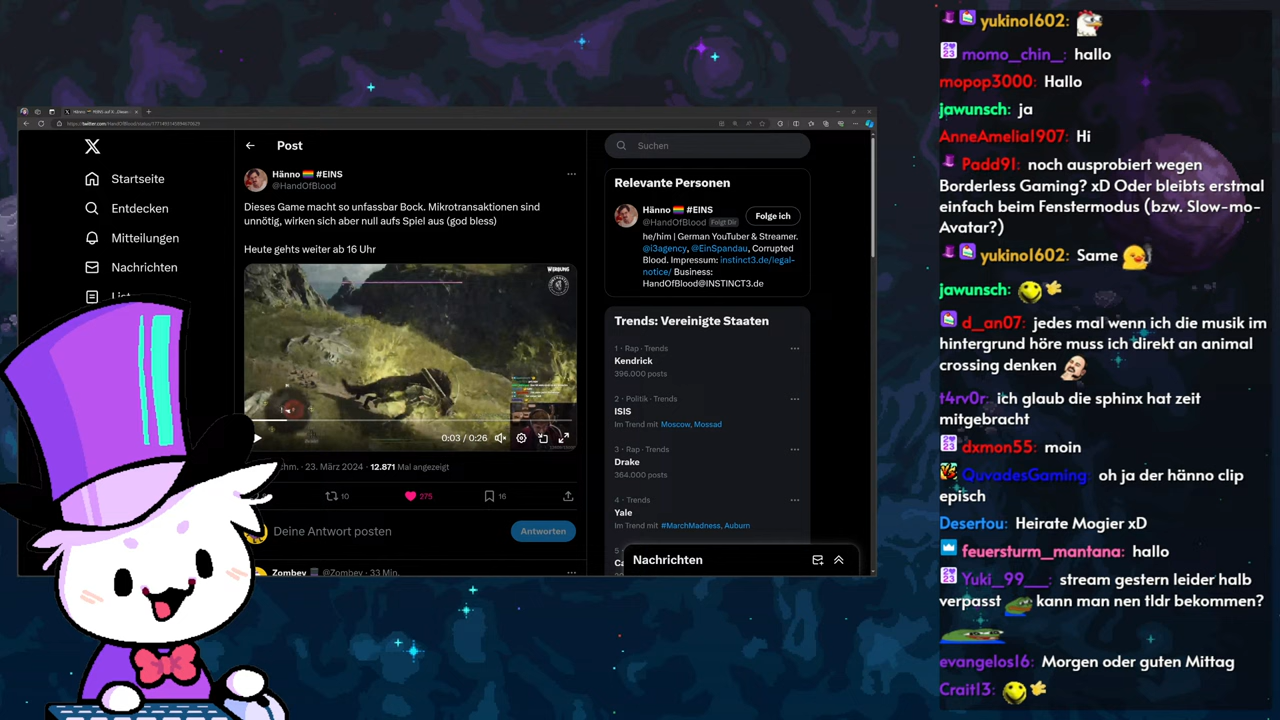 Hänno #EINS auf X: „Dieses
Post
Suchen
Startseite
Hänno #EINS
@HandOfBlood
Entdecken
Dieses Game macht so unfassbar Bock. Mikrotransaktionen sind
unnötig, wirken sich aber null aufs Spiel aus (god bless)
Mitteilungen
Heute gehts weiter ab 16 Uhr
Nachrichten
WERBUNG
0:03 / 0:26
23. März 2024 · 12.871 Mal angezeigt
10
275
16
Deine Antwort posten
Antworten
Zombey @Zombey · 33 Min.
Relevante Personen
Hänno #EINS
@HandOfBlood Folgt Dir
Folge ich
he/him | German YouTuber & Streamer.
@i3agency, @EinSpandau, Corrupted
Blood. Impressum: instinct3.de/legal-
notice/ Business:
HandOfBlood@INSTINCT3.de
Trends: Vereinigte Staaten
1 · Rap · Trends
Kendrick
396.000 posts
2 · Politik · Trends
ISIS
Im Trend mit Moscow, Mossad
3 · Rap · Trends
Drake
364.000 posts
4 · Trends
Yale
Im Trend mit #MarchMadness, Auburn
5 ·
Nachrichten
yukino1602:
momo__chin_: hallo
mopop3000: Hallo
jawunsch: ja
AnneAmelia1907: Hi
Padd91: noch ausprobiert wegen
Borderless Gaming? xD Oder bleibts erstmal
einfach beim Fenstermodus (bzw. Slow-mo-
Avatar?)
yukino1602: Same
jawunsch:
d_an07: jedes mal wenn ich die musik im
hintergrund höre muss ich direkt an animal
crossing denken
t4rv0r: ich glaub die sphinx hat zeit
mitgebracht
dxmon55: moin
QuvadesGaming: oh ja der hänno clip
episch
Desertou: Heirate Mogier xD
feuersturm_mantana: hallo
Yuki_99___: stream gestern leider halb
verpasst kann man nen tldr bekommen?
evangelos16: Morgen oder guten Mittag
Crait13: